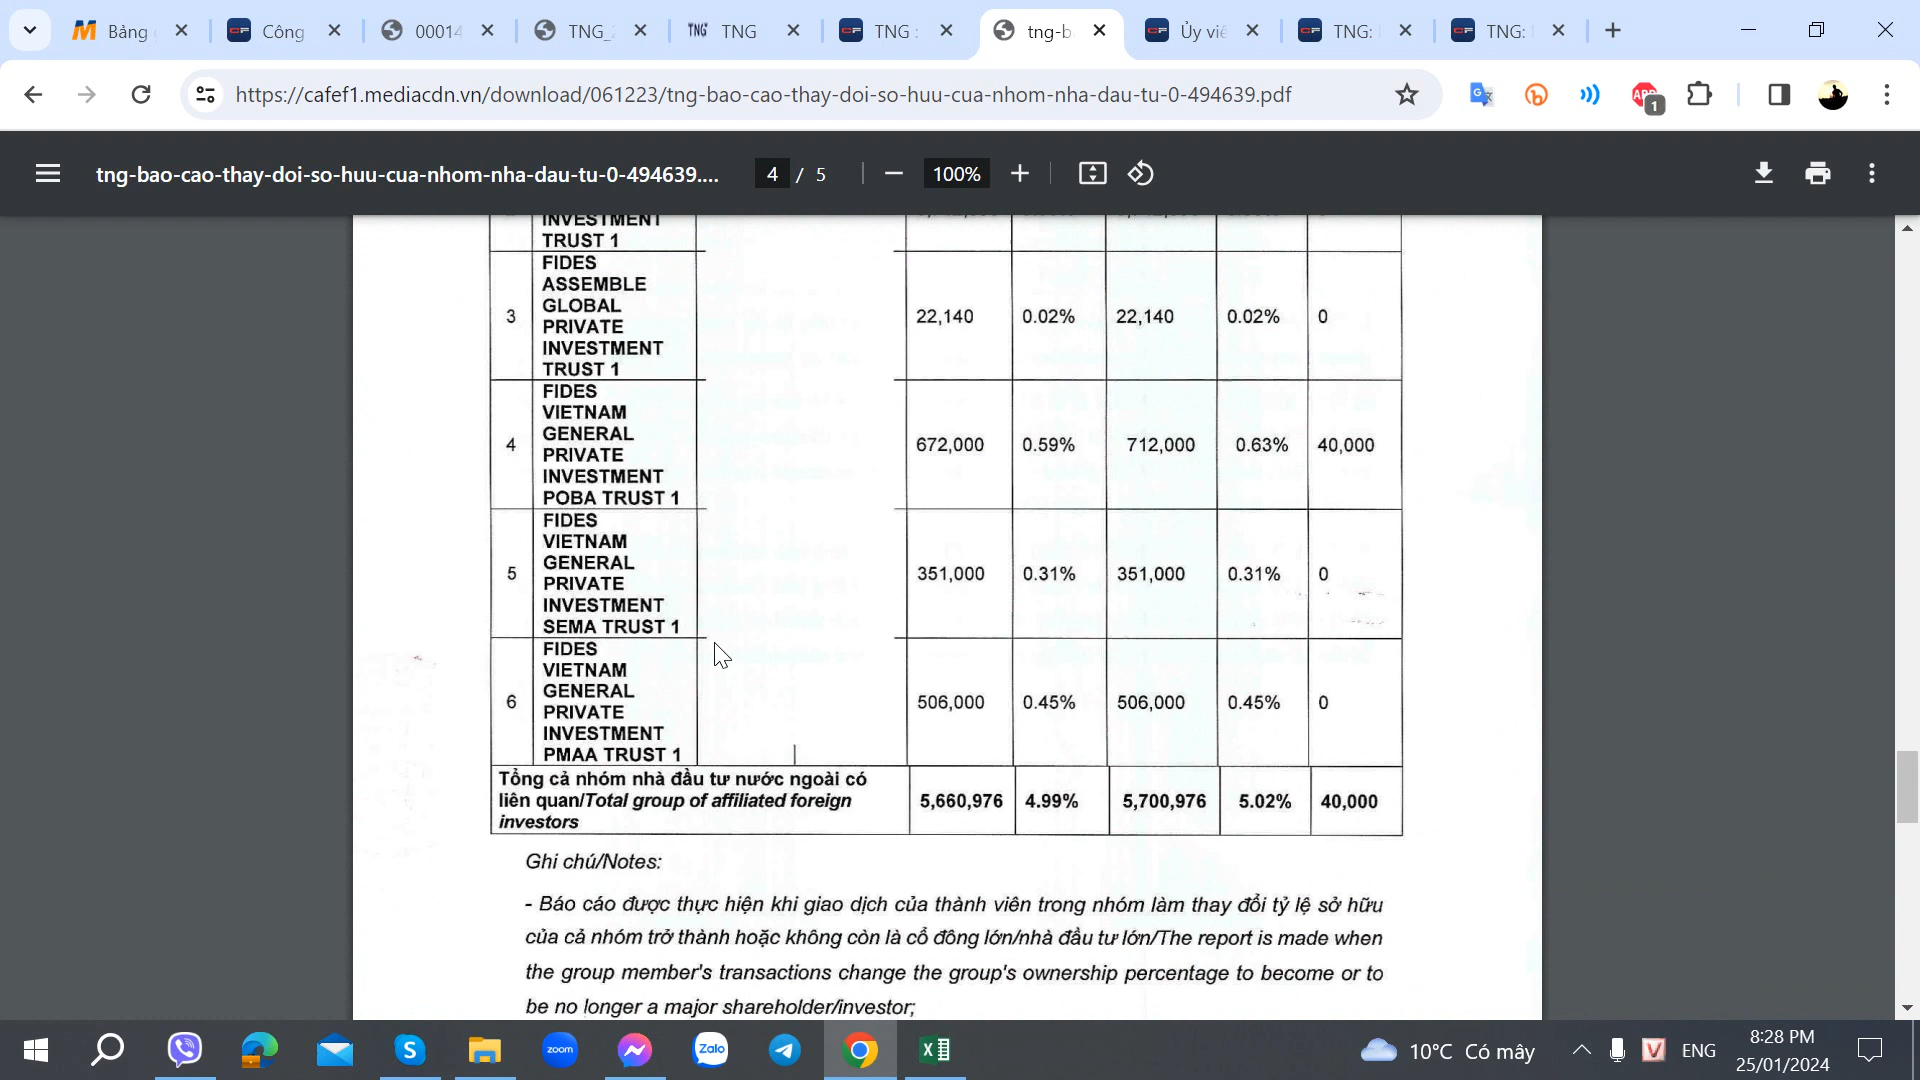 Bảng
Công
00014
TNG_2
TNG
TNG
TNG :
tng-b
Ủy viê
TNG:
TNG:
https://cafef1.mediacdn.vn/download/061223/tng-bao-cao-thay-doi-so-huu-cua-nhom-nha-dau-tu-0-494639.pdf
ABP
1
tng-bao-cao-thay-doi-so-huu-cua-nhom-nha-dau-tu-0-494639....
4 / 5
100%
INVESTMENT
TRUST 1
3
FIDES
ASSEMBLE
GLOBAL
PRIVATE
INVESTMENT
TRUST 1
22,140 0.02% 22,140 0.02% 0
4
FIDES
VIETNAM
GENERAL
PRIVATE
INVESTMENT
POBA TRUST 1
672,000 0.59% 712,000 0.63% 40,000
5
FIDES
VIETNAM
GENERAL
PRIVATE
INVESTMENT
SEMA TRUST 1
351,000 0.31% 351,000 0.31% 0
6
FIDES
VIETNAM
GENERAL
PRIVATE
INVESTMENT
PMAA TRUST 1
506,000 0.45% 506,000 0.45% 0
Tổng cả nhóm nhà đầu tư nước ngoài có
liên quan/Total group of affiliated foreign
investors
5,660,976 4.99% 5,700,976 5.02% 40,000
Ghi chú/Notes:
- Báo cáo được thực hiện khi giao dịch của thành viên trong nhóm làm thay đổi tỷ lệ sở hữu
của cả nhóm trở thành hoặc không còn là cổ đông lớn/nhà đầu tư lớn/The report is made when
the group member's transactions change the group's ownership percentage to become or to
be no longer a major shareholder/investor;
zoom
Zalo
10°C Có mây
ENG
8:28 PM
25/01/2024